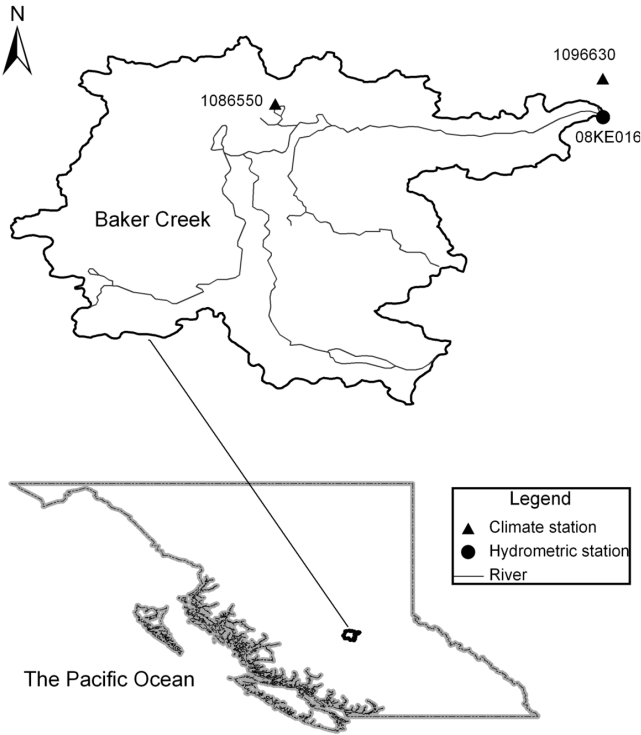 N
1096630
1086550
08KE016
Baker Creek
Legend
Climate station
Hydrometric station
River
The Pacific Ocean